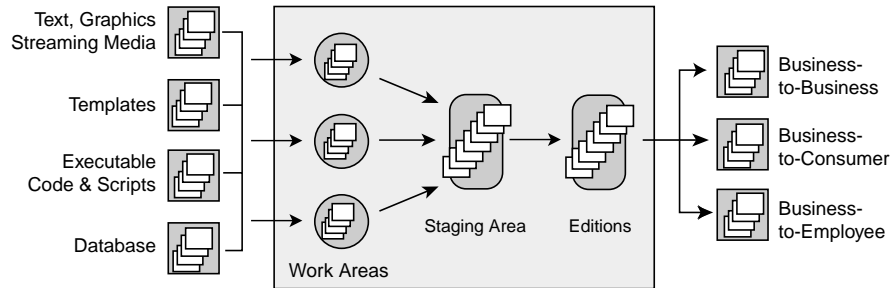 Text, Graphics
Streaming Media
Templates
Executable
Code & Scripts
Database
Work Areas
Staging Area
Editions
Business-
to-Business
Business-
to-Consumer
Business-
to-Employee